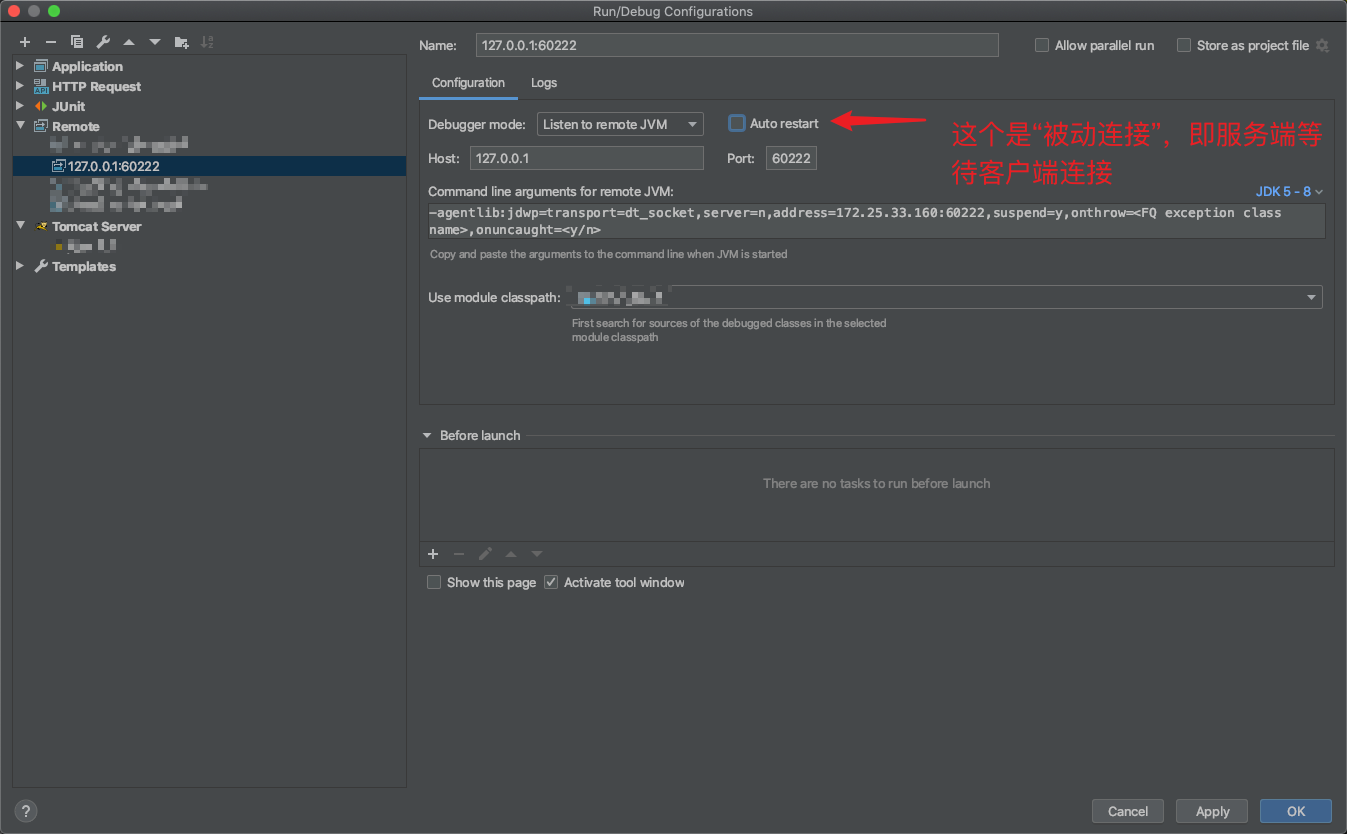 Run/Debug Configurations
Application
HTTP Request
JUnit
Remote
127.0.0.1:60222
Tomcat Server
Templates
Name: 127.0.0.1:60222
Allow parallel run
Store as project file
Configuration
Logs
Debugger mode: Listen to remote JVM
Auto restart
Host: 127.0.0.1
Port: 60222
这个是“被动连接”，即服务端等
待客户端连接
Command line arguments for remote JVM:
JDK 5 - 8
-agentlib:jdwp=transport=dt_socket,server=n,address=172.25.33.160:60222,suspend=y,onthrow=<FQ exception class
name>,onuncaught=<y/n>
Copy and paste the arguments to the command line when JVM is started
Use module classpath:
First search for sources of the debugged classes in the selected
module classpath
Before launch
There are no tasks to run before launch
Show this page
Activate tool window
?
Cancel
Apply
OK